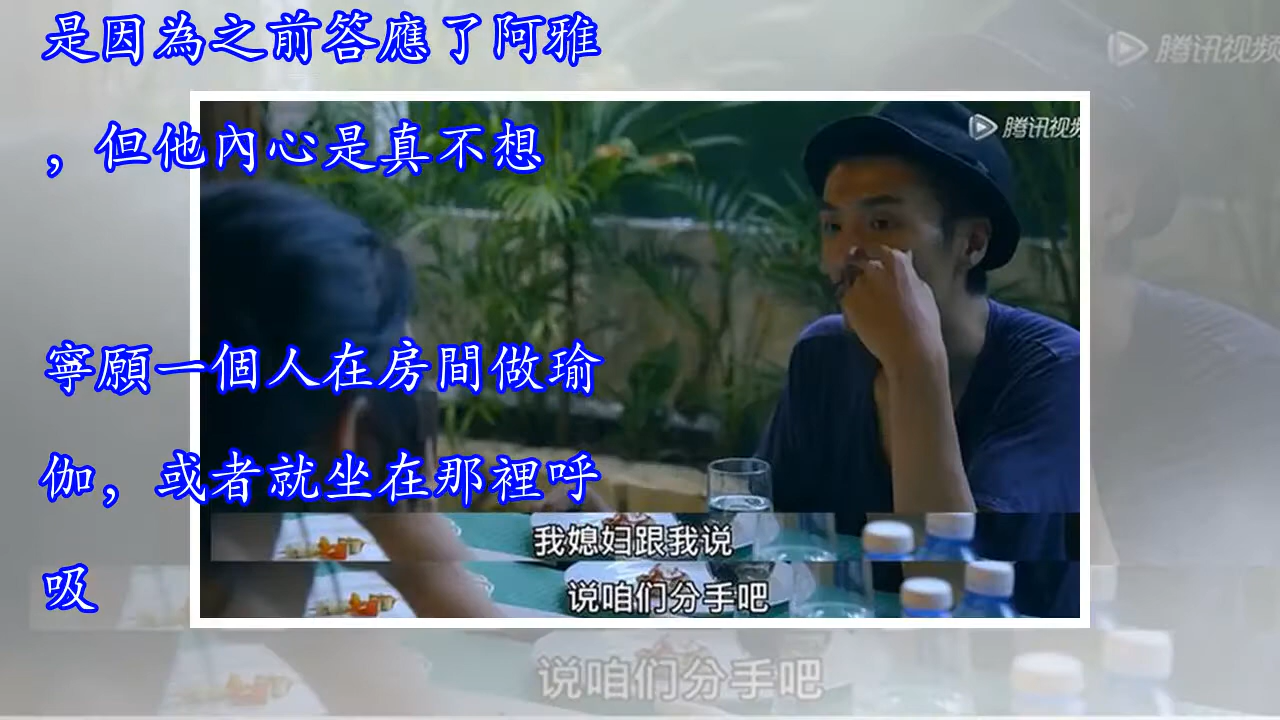 是因為之前答應了阿雅
，但他內心是真不想
寧願一個人在房間做瑜
伽，或者就坐在那裡呼
吸
腾讯视频
腾讯视频
我媳妇跟我说
说咱们分手吧
说咱们分手吧